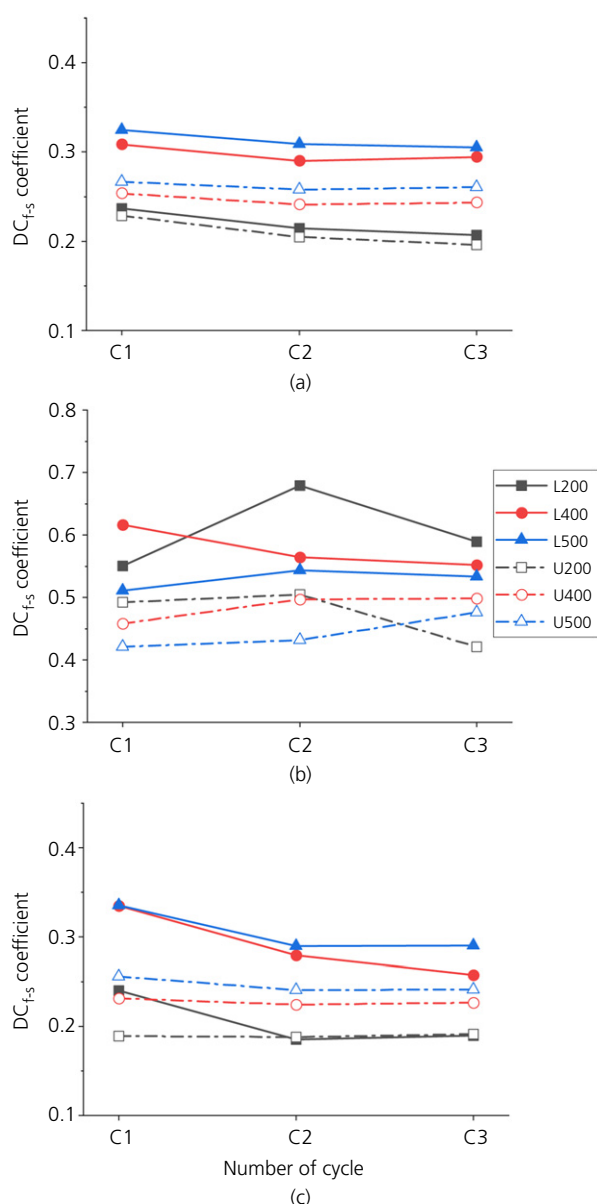 0.4
0.3
0.2
0.1
DCf-s coefficient
C1 C2 C3
(a)
0.8
0.7
0.6
0.5
0.4
0.3
DCf-s coefficient
C1 C2 C3
L200
L400
L500
U200
U400
U500
(b)
0.4
0.3
0.2
0.1
DCf-s coefficient
C1 C2 C3
Number of cycle
(c)